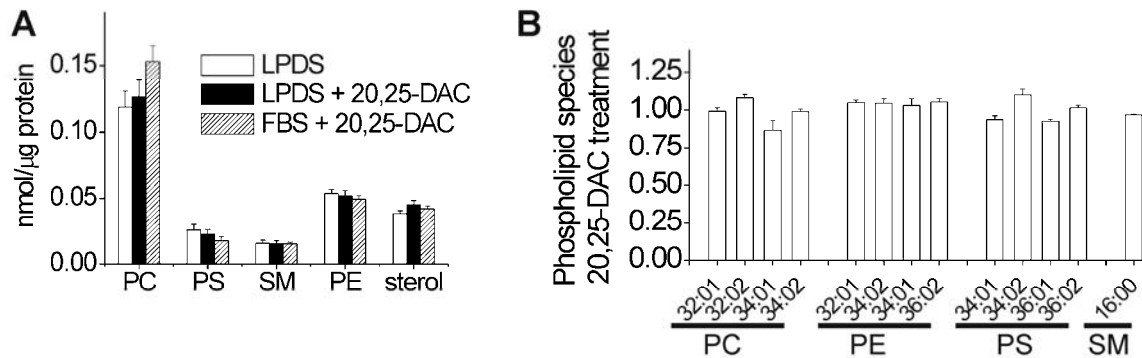 A
nmol/µg protein
0.15
0.10
0.05
0.00
LPDS
LPDS + 20,25-DAC
FBS + 20,25-DAC
PC PS SM PE sterol
B
Phospholipid species
20,25-DAC treatment
1.25
1.00
0.75
0.50
0.25
0.00
32:01 32:02 34:01 34:02 32:01 34:02 34:01 36:02 34:01 34:02 36:01 36:02 16:00
PC PE PS SM